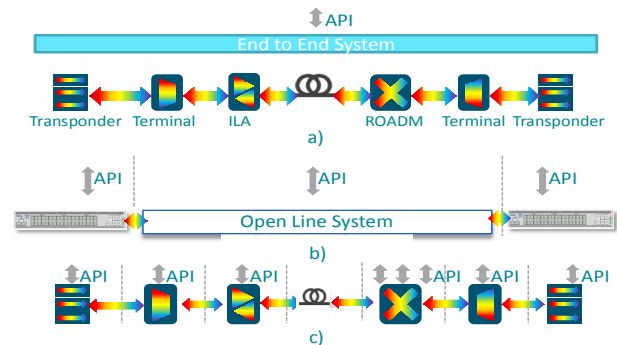 API
End to End System
Transponder Terminal ILA ROADM Terminal Transponder
a)
API API API
Open Line System
b)
API API API API API API
c)